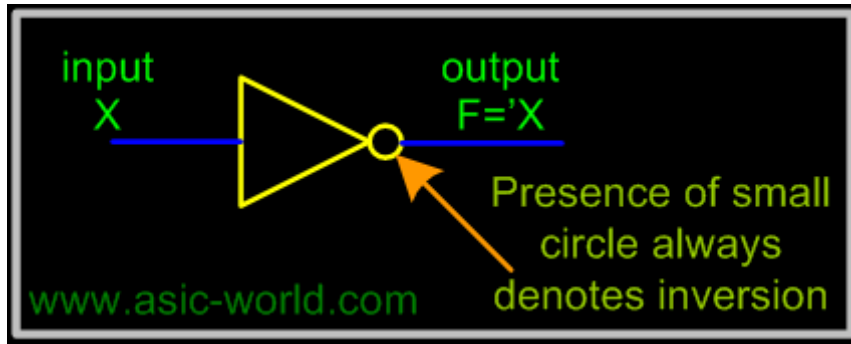 input
X
output
F='X
Presence of small
circle always
denotes inversion
www.asic-world.com